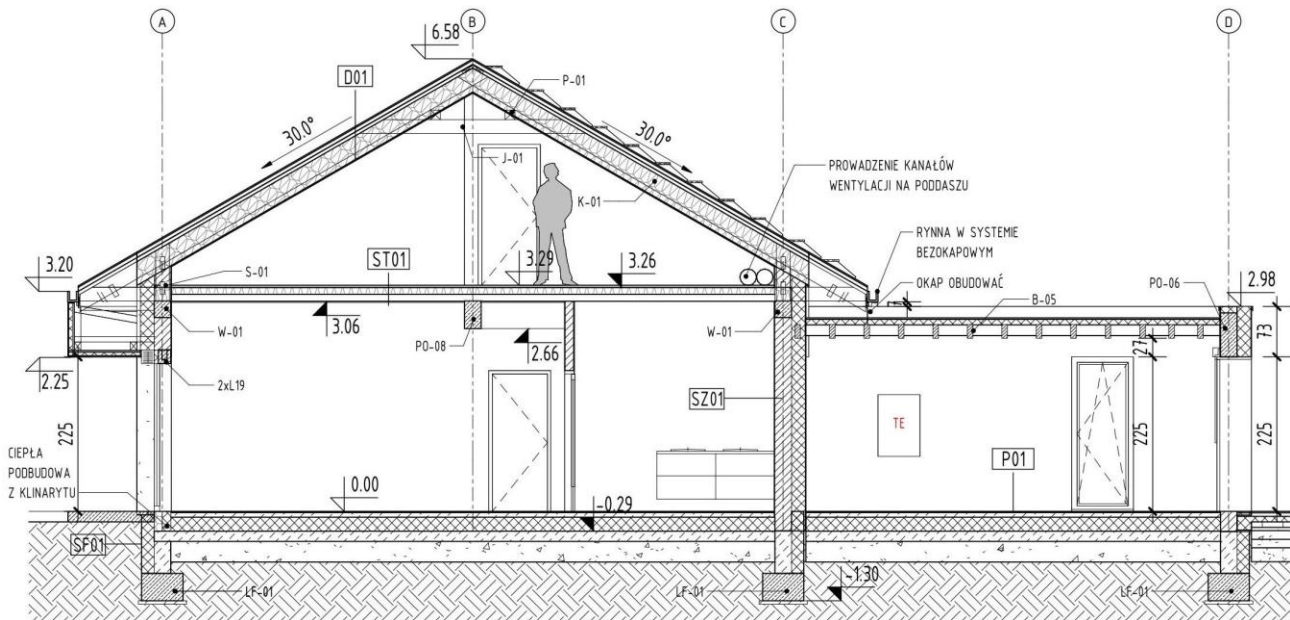 A
B
C
D
6.58
D01
P-01
30.0°
30.0°
J-01
K-01
PROWADZENIE KANAŁÓW
WENTYLACJI NA PODDASZU
RYNNA W SYSTEMIE
BEZOKAPOWYM
OKAP OBUDOWAĆ
3.20
S-01
ST01
3.29
3.26
B-05
PO-06
2.98
W-01
3.06
PO-08
2.66
W-01
27
73
2.25
2xL19
SZ01
TE
225
225
225
CIEPŁA
PODBUDOWA
Z KLINARYTU
0.00
-0.29
P01
SF01
LF-01
LF-01
-1.30
LF-01